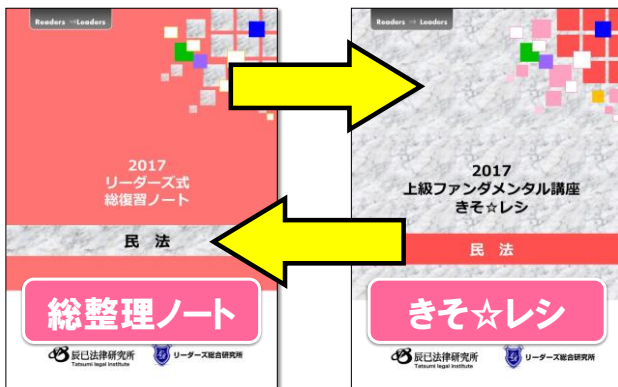 Readers ⇒Leaders
2017
リーダーズ式
総復習ノート
民 法
総整理ノート
辰已法律研究所
Tatsumi legal institute
リーダーズ総合研究所
Readers ⇒Leaders
2017
上級ファンダメンタル講座
きそ☆レシ
民 法
きそ☆レシ
辰已法律研究所
Tatsumi legal institute
リーダーズ総合研究所